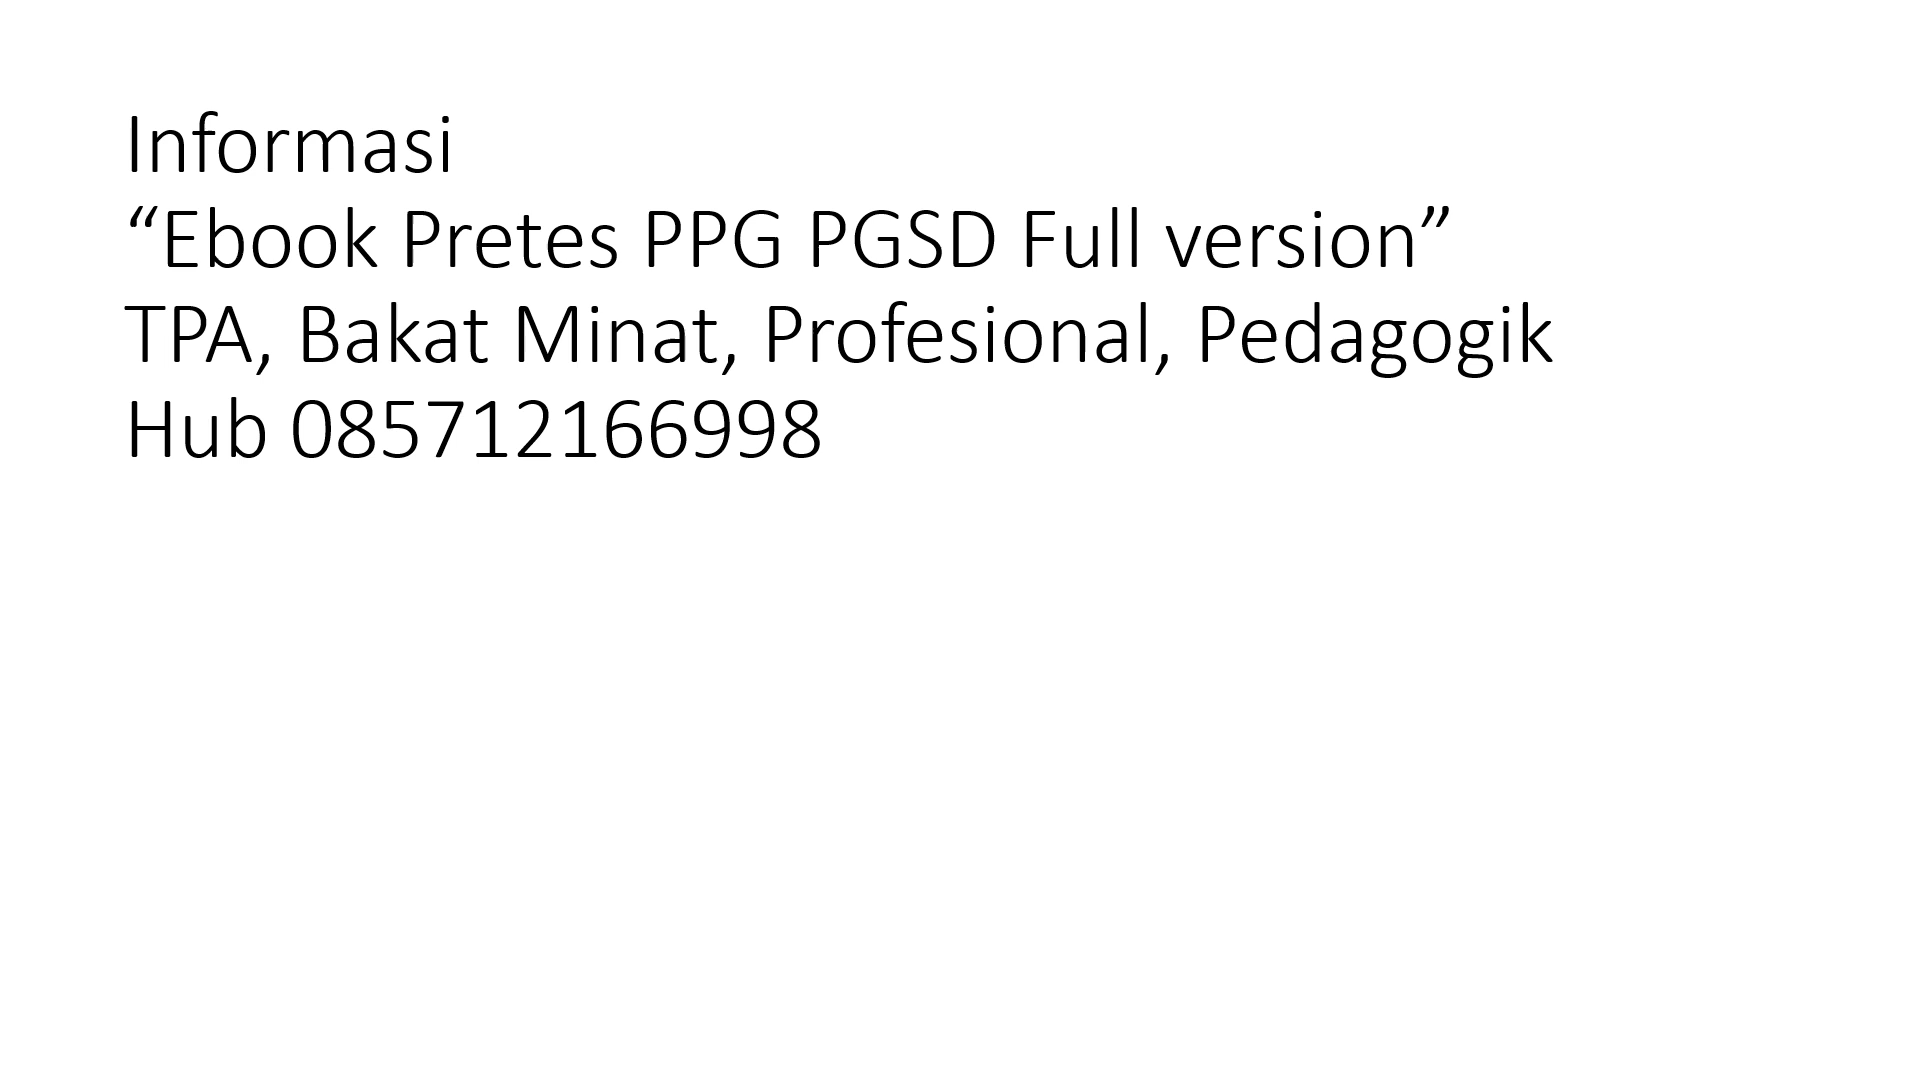 Informasi
“Ebook Pretes PPG PGSD Full version”
TPA, Bakat Minat, Profesional, Pedagogik
Hub 085712166998